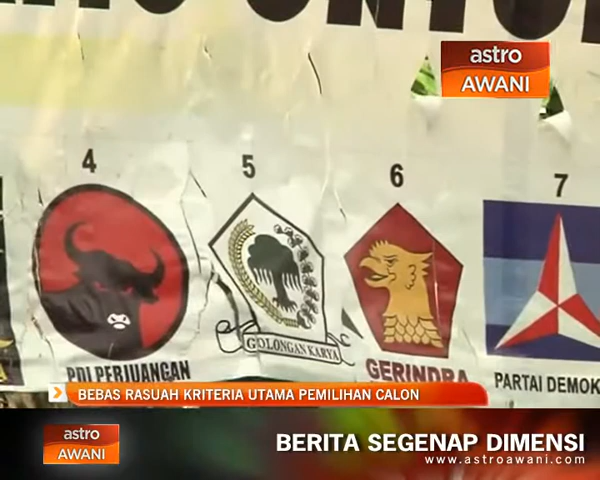 astro
AWANI
4
5
6
7
PDI PERJUANGAN
GOLONGAN KARYA
GERINDRA
PARTAI DEMOK
BEBAS RASUAH KRITERIA UTAMA PEMILIHAN CALON
astro
AWANI
BERITA SEGENAP DIMENSI
www.astroawani.com